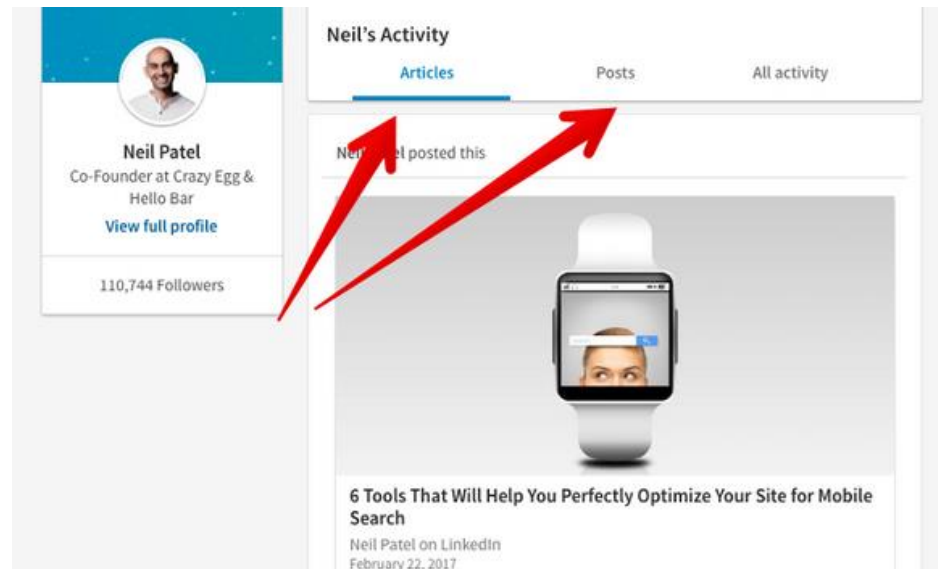 Neil's Activity
Articles
Posts
All activity
Neil Patel
Co-Founder at Crazy Egg &
Hello Bar
View full profile
110,744 Followers
posted this
6 Tools That Will Help You Perfectly Optimize Your Site for Mobile
Search
Neil Patel on LinkedIn
February 22, 2017